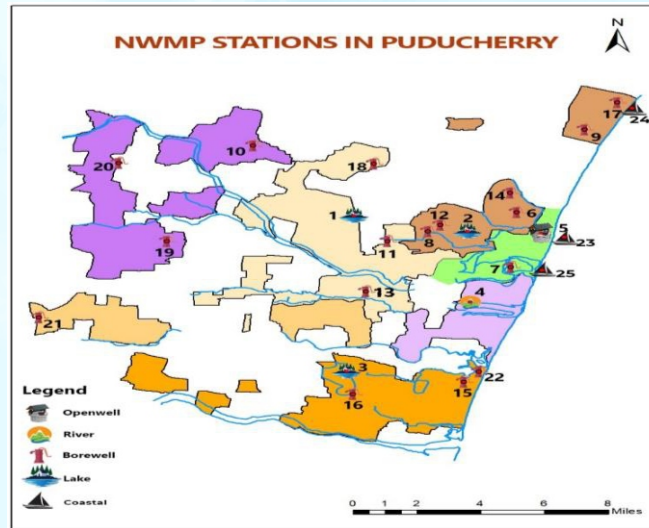 NWMP STATIONS IN PUDUCHERRY
N
17
24
9
10
20
18
14
6
1
12
2
5
8
23
19
11
7
25
13
4
21
3
22
15
16
Legend
Openwell
River
Borewell
Lake
Coastal
0 2 4 6 8
Miles